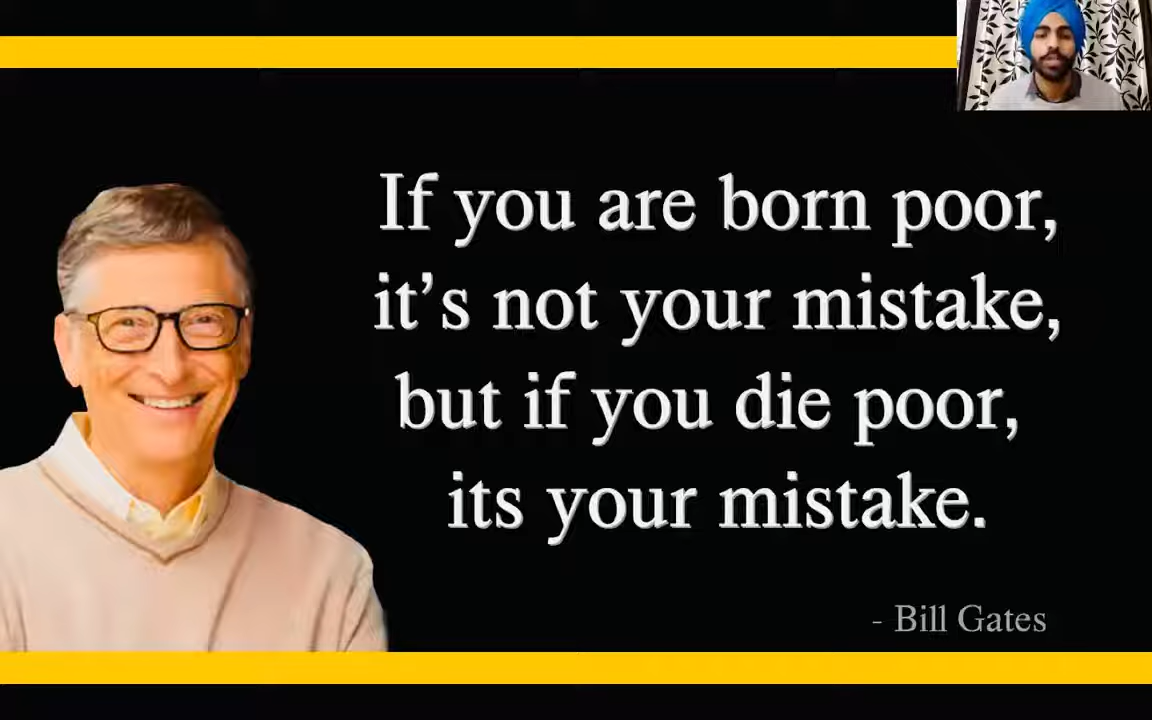 If you are born poor,
it’s not your mistake,
but if you die poor,
its your mistake.
- Bill Gates